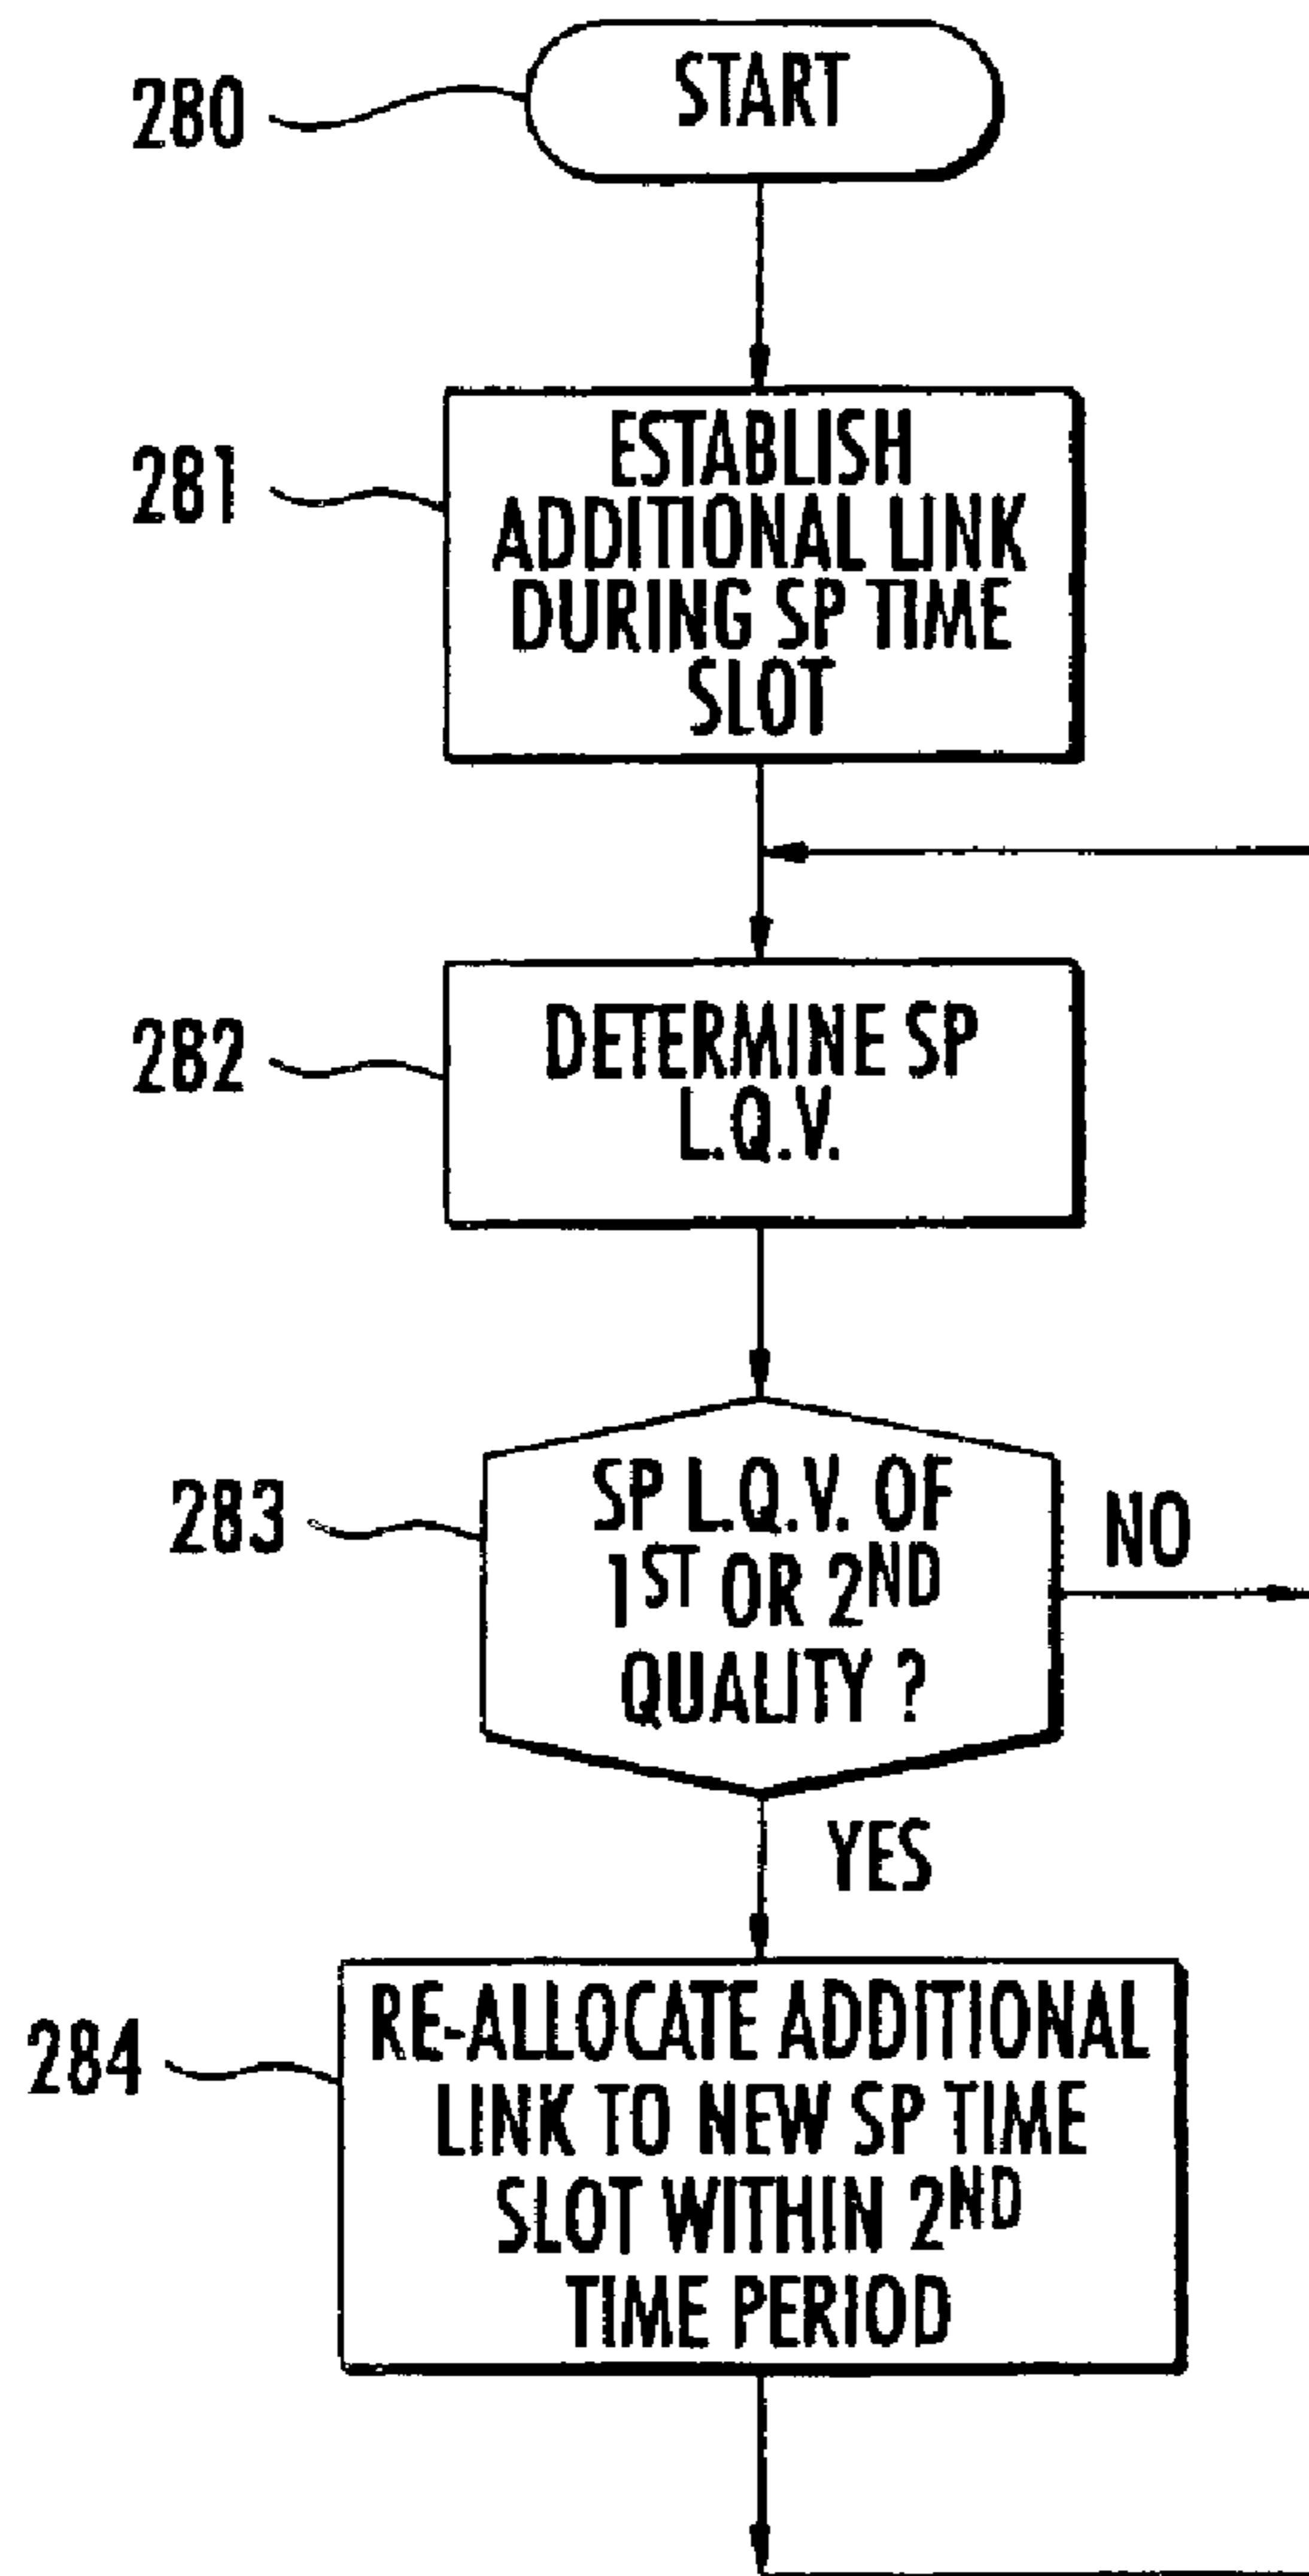 280
START
281
ESTABLISH
ADDITIONAL LINK
DURING SP TIME
SLOT
282
DETERMINE SP
L.Q.V.
283
SP L.Q.V. OF
1ST OR 2ND
QUALITY ?
NO
YES
284
RE-ALLOCATE ADDITIONAL
LINK TO NEW SP TIME
SLOT WITHIN 2ND
TIME PERIOD